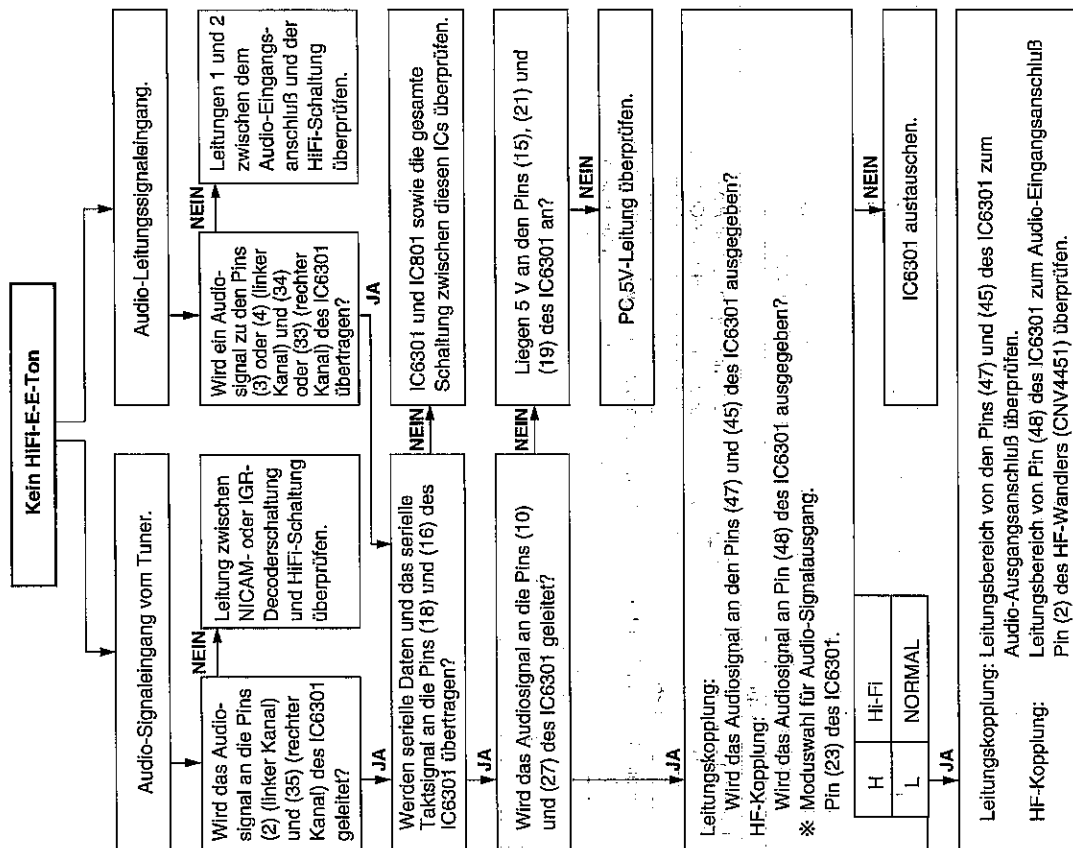 Kein HiFi-E-E-Ton
Audio-Signaleingang vom Tuner.
Audio-Leitungssignaleingang.
Wird das Audio-
signal an die Pins
(2) (linker Kanal)
und (35) (rechter
Kanal) des IC6301
geleitet?
NEIN
Leitung zwischen
NICAM- oder IGR-
Decoderschaltung
und HiFi-Schaltung
überprüfen.
Wird ein Audio-
signal zu den Pins
(3) oder (4) (linker
Kanal) und (34)
oder (33) (rechter
Kanal) des IC6301
übertragen?
NEIN
Leitungen 1 und 2
zwischen dem
Audio-Eingangs-
anschluß und der
HiFi-Schaltung
überprüfen.
JA
JA
Werden serielle Daten und das serielle
Taktsignal an die Pins (18) und (16) des
IC6301 übertragen?
NEIN
IC6301 und IC801 sowie die gesamte
Schaltung zwischen diesen ICs überprüfen.
JA
Wird das Audiosignal an die Pins (10)
und (27) des IC6301 geleitet?
NEIN
Liegen 5 V an den Pins (15), (21) und
(19) des IC6301 an?
NEIN
PC 5V-Leitung überprüfen.
JA
Leitungskopplung:
Wird das Audiosignal an den Pins (47) und (45) des IC6301 ausgegeben?
HF-Kopplung:
Wird das Audiosignal an Pin (48) des IC6301 ausgegeben?
※ Moduswahl für Audio-Signalausgang:
Pin (23) des IC6301.
H Hi-Fi
L NORMAL
NEIN
IC6301 austauschen.
JA
Leitungskopplung: Leitungsbereich von den Pins (47) und (45) des IC6301 zum
Audio-Ausgangsanschluß überprüfen.
HF-Kopplung: Leitungsbereich von Pin (48) des IC6301 zum Audio-Eingangsanschluß
Pin (2) des HF-Wandlers (CNV4451) überprüfen.